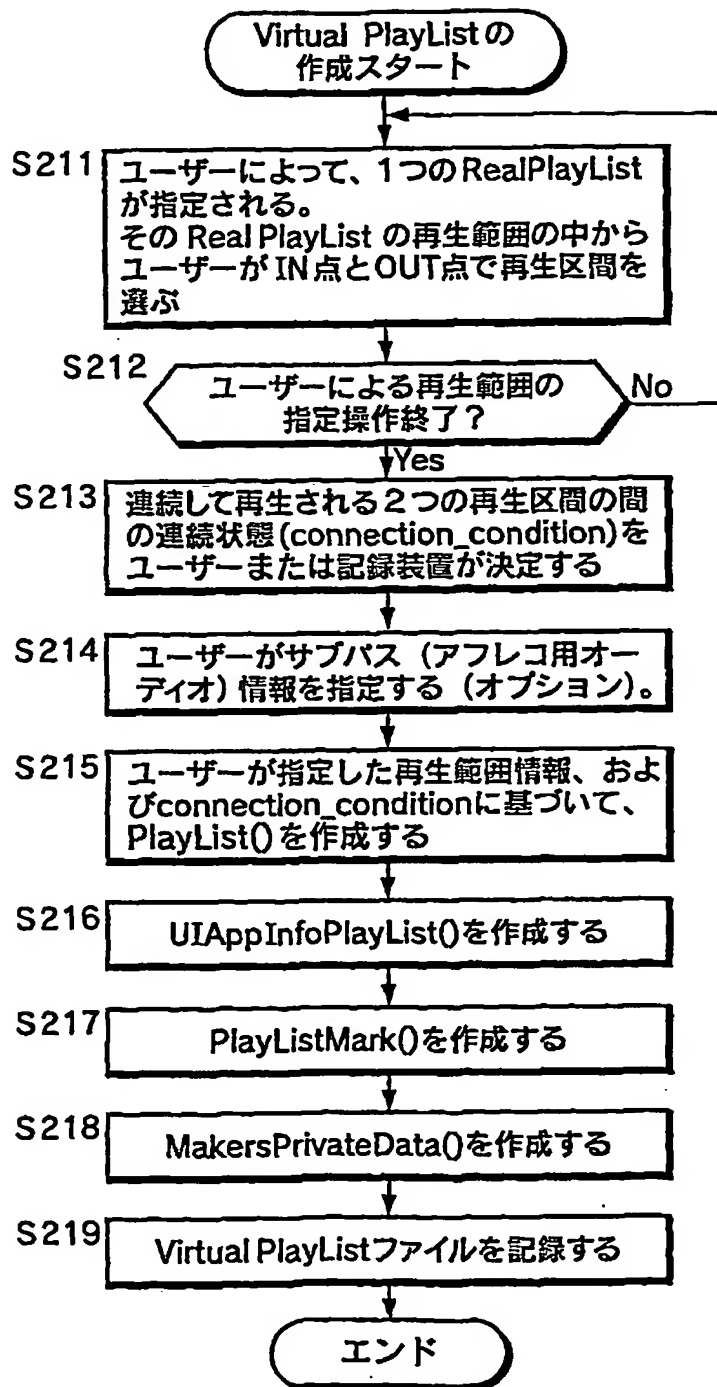 Virtual PlayListの
作成スタート
S211
ユーザーによって、1つのRealPlayList
が指定される。
その Real PlayList の再生範囲の中から
ユーザーが IN点とOUT点で再生区間を
選ぶ
S212
ユーザーによる再生範囲の
指定操作終了？
No
Yes
S213
連続して再生される2つの再生区間の間
の連続状態(connection_condition)を
ユーザーまたは記録装置が決定する
S214
ユーザーがサブパス（アフレコ用オー
ディオ）情報を指定する（オプション）。
S215
ユーザーが指定した再生範囲情報、およ
びconnection_conditionに基づいて、
PlayList()を作成する
S216
UIAppInfoPlayList()を作成する
S217
PlayListMark()を作成する
S218
MakersPrivateData()を作成する
S219
Virtual PlayListファイルを記録する
エンド